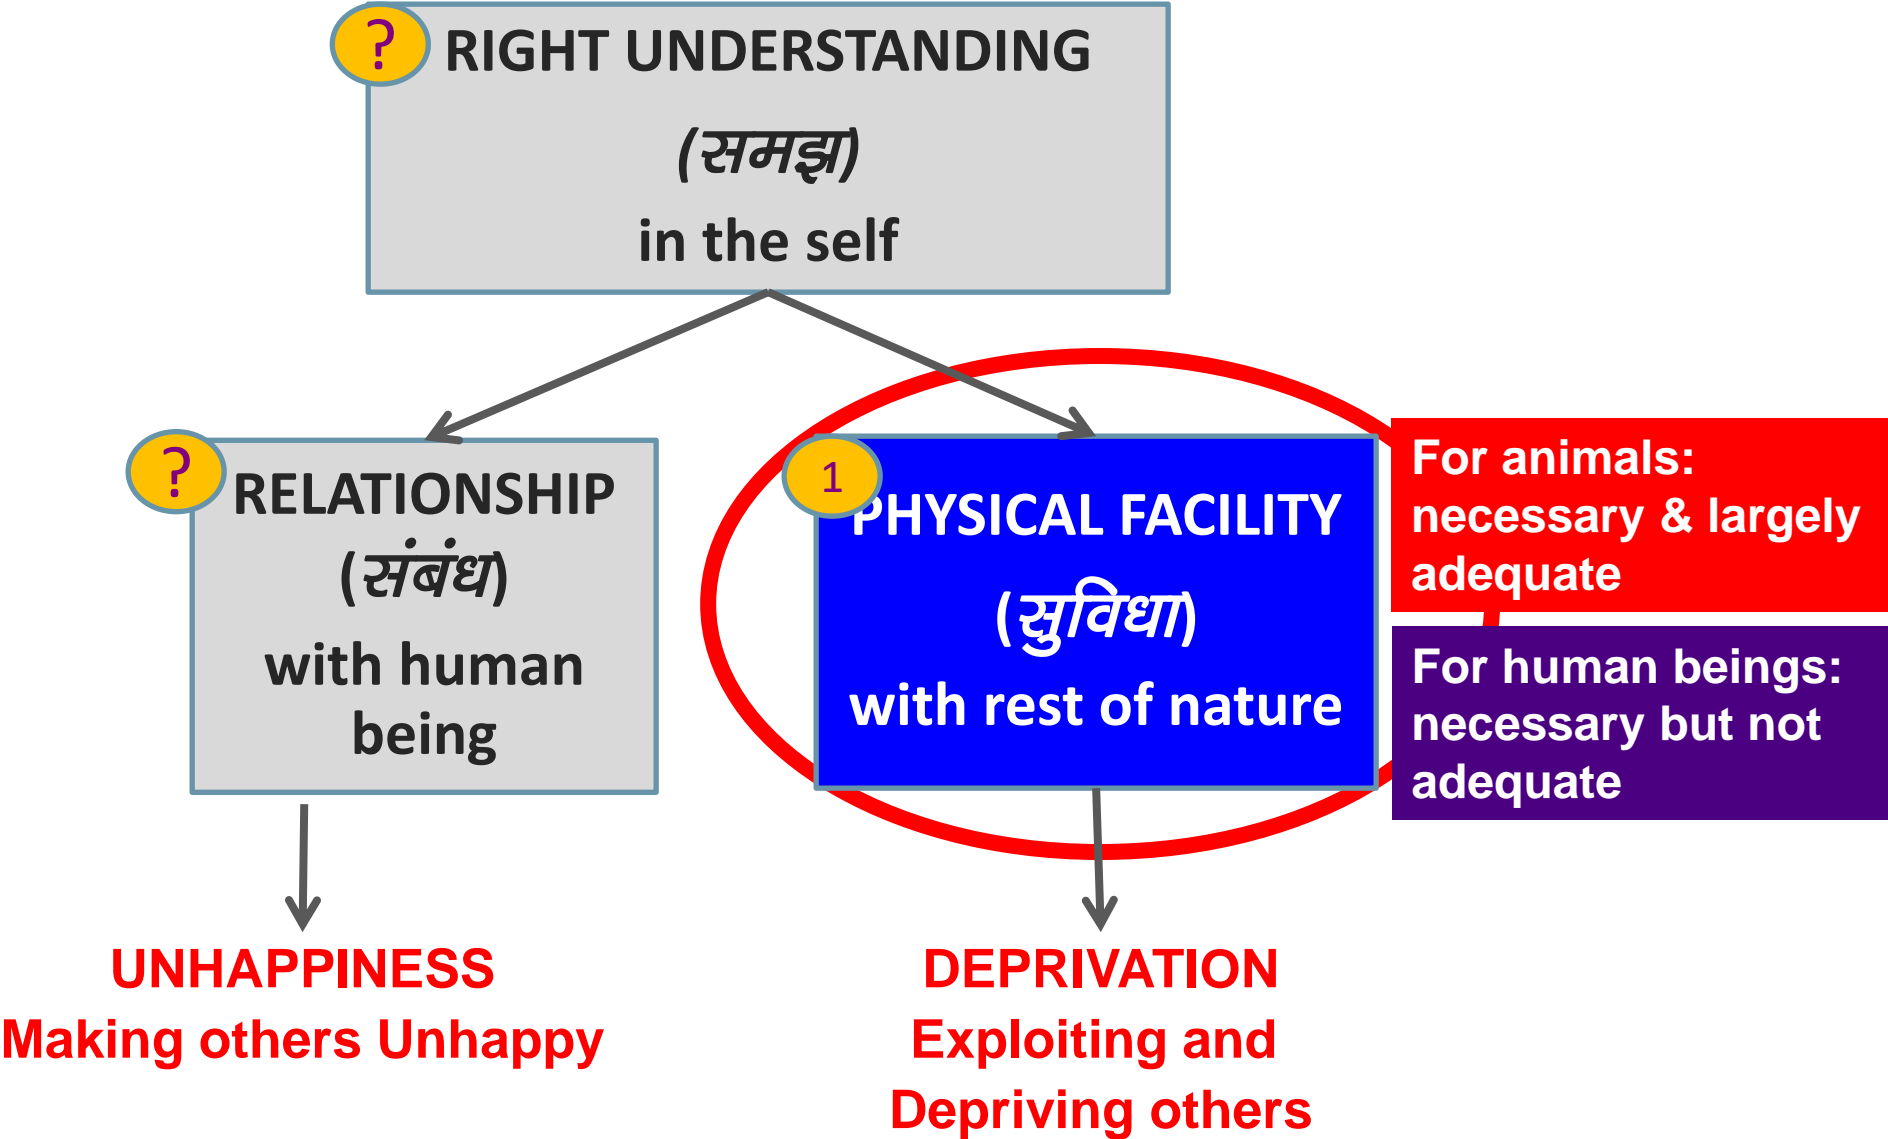 ?
RIGHT UNDERSTANDING
(समझ)
in the self
?
RELATIONSHIP
(संबंध)
with human
being
1
PHYSICAL FACILITY
(सुविधा)
with rest of nature
For animals:
necessary & largely
adequate
For human beings:
necessary but not
adequate
UNHAPPINESS
Making others Unhappy
DEPRIVATION
Exploiting and
Depriving others